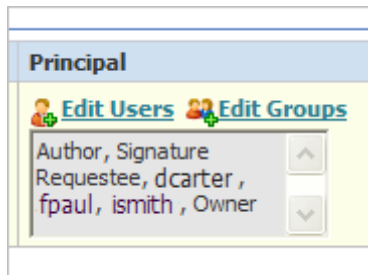 Principal
Edit Users Edit Groups
Author, Signature
Requestee, dcarter ,
fpaul, ismith , Owner